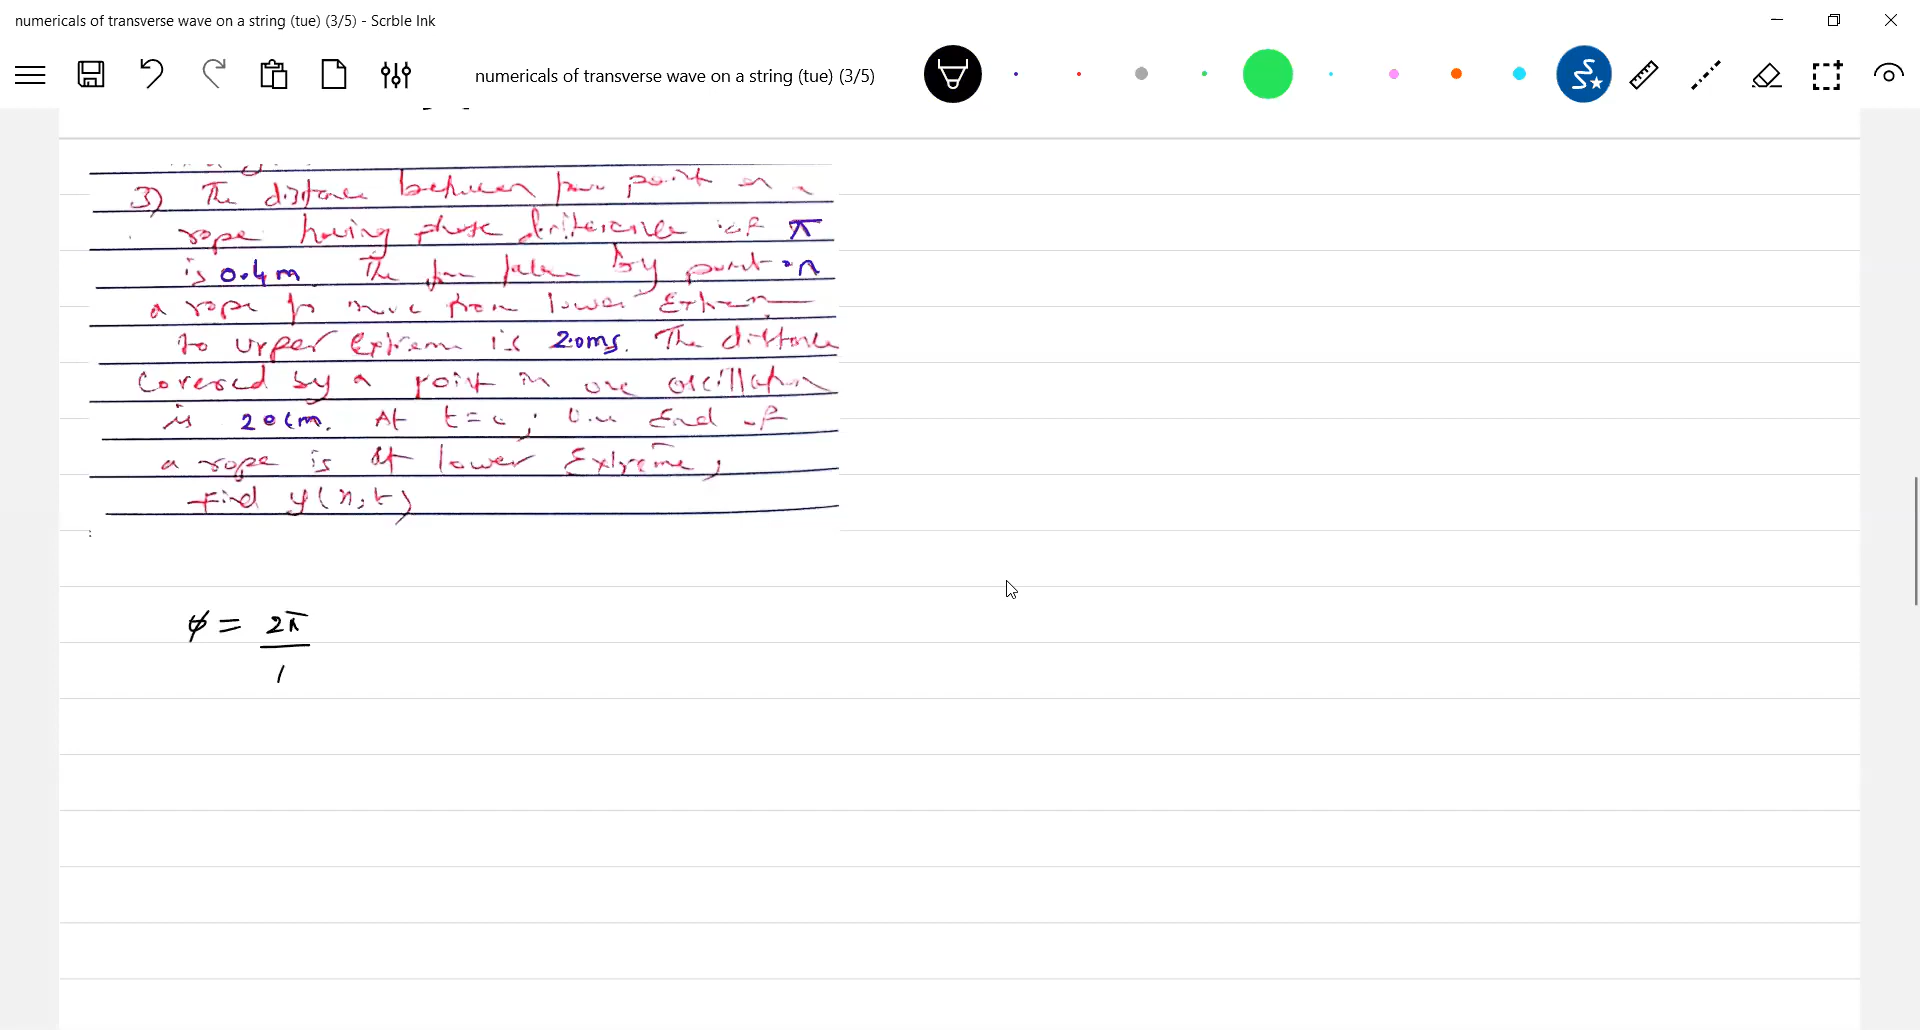 numericals of transverse wave on a string (tue) (3/5) - Scrble Ink
numericals of transverse wave on a string (tue) (3/5)
3) The distance between two point on a
rope having phase difference of π
is 0.4m The time taken by point on
a rope to move from lower Extreme
to upper Extreme is 20ms. The distance
covered by a point in one oscillation
is 20cm. At t=0; one End of
a rope is at lower Extreme,
Find y(x,t)
φ = 2π